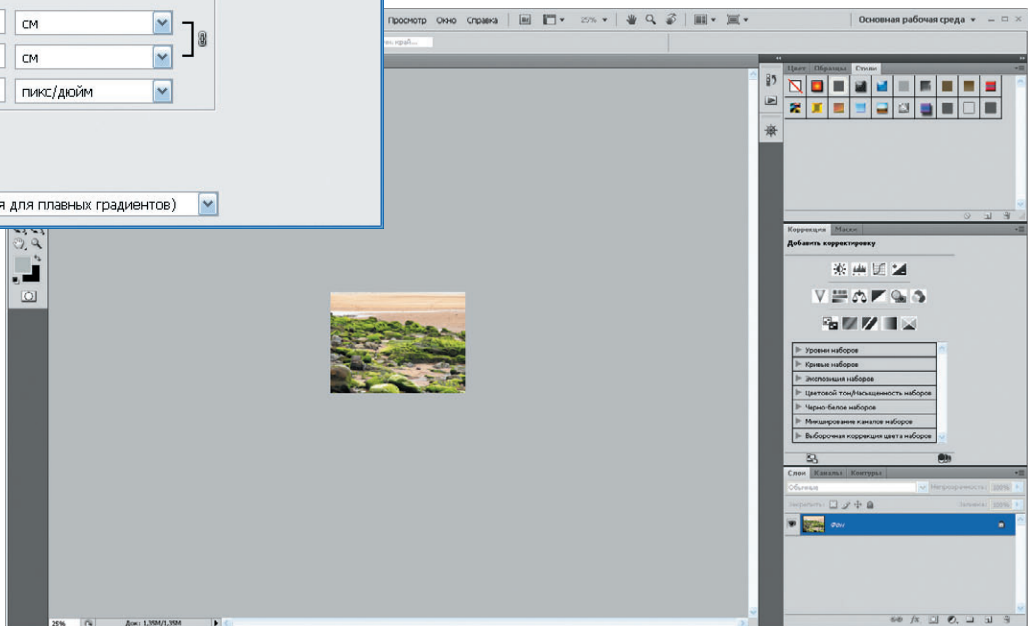 см
см
пикс/дюйм
я для плавных градиентов)
Просмотр Окно Справка
Br
25%
Основная рабочая среда
край...
Цвет Образцы Стили
Коррекция Маски
Добавить корректировку
Уровни наборов
Кривые наборов
Экспозиция наборов
Цветовой тон/Насыщенность наборов
Черно-белое наборов
Микширование каналов наборов
Выборочная коррекция цвета наборов
Слои Каналы Контуры
Обычные Непрозрачность: 100%
Закрепить: Заливка: 100%
Фон
fx
25% Док: 1,35M/1,35M